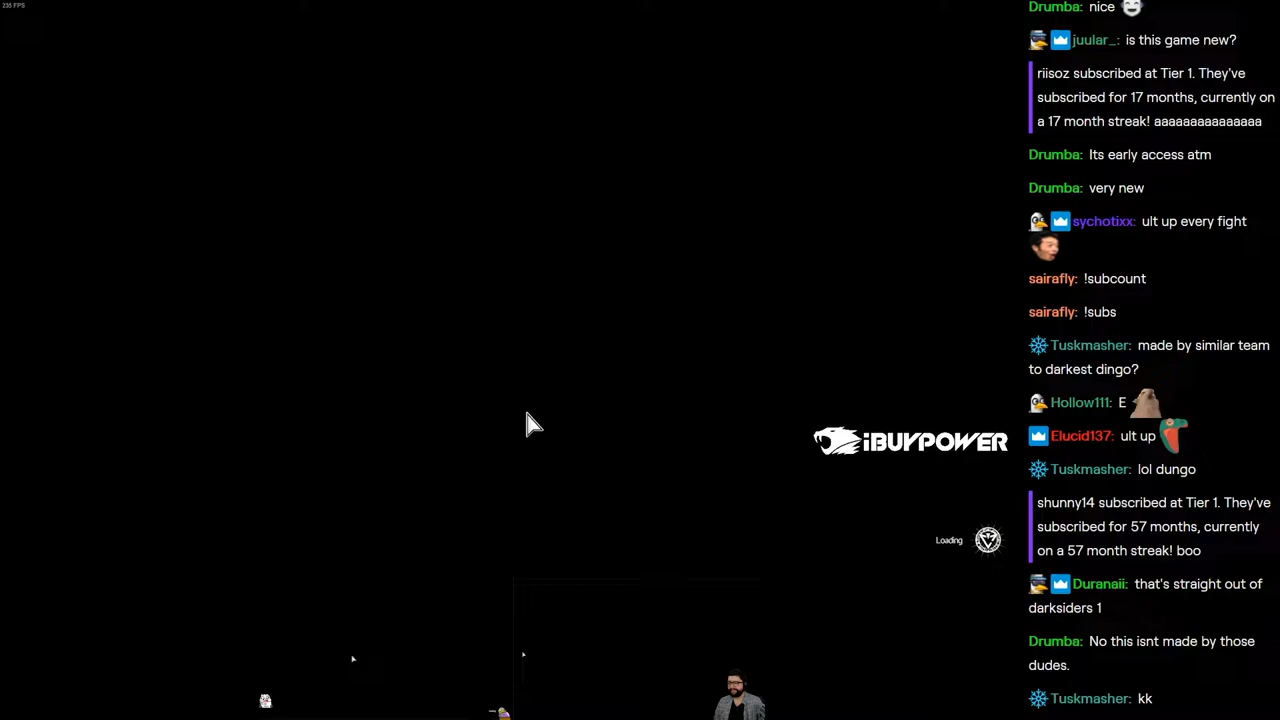 235 FPS
Drumba: nice
juular_: is this game new?
riisoz subscribed at Tier 1. They've
subscribed for 17 months, currently on
a 17 month streak! aaaaaaaaaaaaaaa
Drumba: Its early access atm
Drumba: very new
sychotixx: ult up every fight
sairafly: !subcount
sairafly: !subs
Tuskmasher: made by similar team
to darkest dingo?
Hollow111: E
iBUYPOWER
Elucid137: ult up
Tuskmasher: lol dungo
shunny14 subscribed at Tier 1. They've
subscribed for 57 months, currently
on a 57 month streak! boo
Loading
Duranaii: that's straight out of
darksiders 1
Drumba: No this isnt made by those
dudes.
Tuskmasher: kk